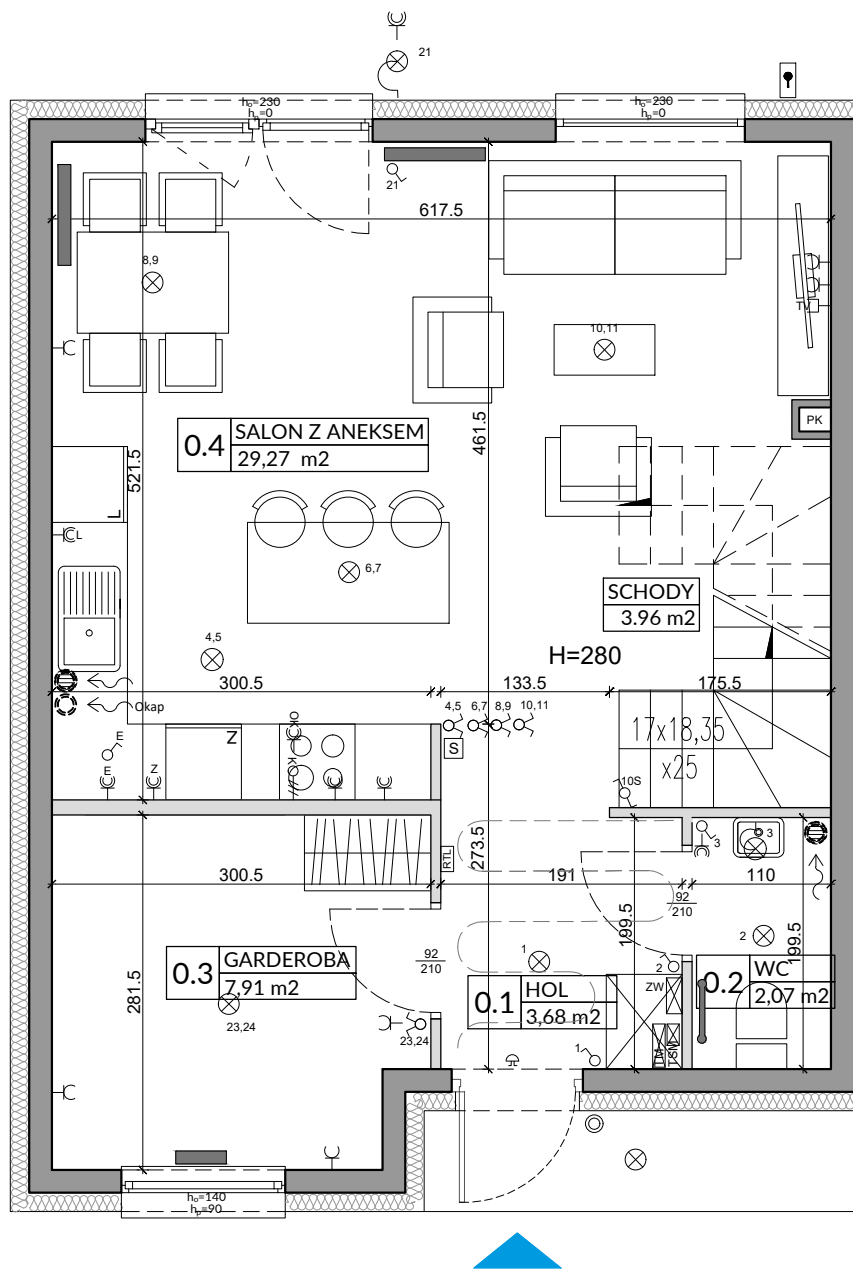 21
hₒ=230
hₚ=0
hₒ=230
hₚ=0
21
617.5
8,9
TV
10,11
PK
0.4 SALON Z ANEKSEM
29,27 m2
461.5
521.5
L
L
6,7
SCHODY
3.96 m2
4,5
H=280
300.5
133.5
175.5
Okap
4,5
6,7
8,9
10,11
OK
S
17x18,35
x25
E
Z
K
E
Z
10S
3
3
RTL
273.5
300.5
191
110
92
210
199.5
199.5
1
2
2
92
210
0.3 GARDEROBA
7,91 m2
281.5
0.2 WC
2,07 m2
0.1 HOL
3,68 m2
ZW
23,24
23,24
1
TM
TSM
hₒ=140
hₚ=90